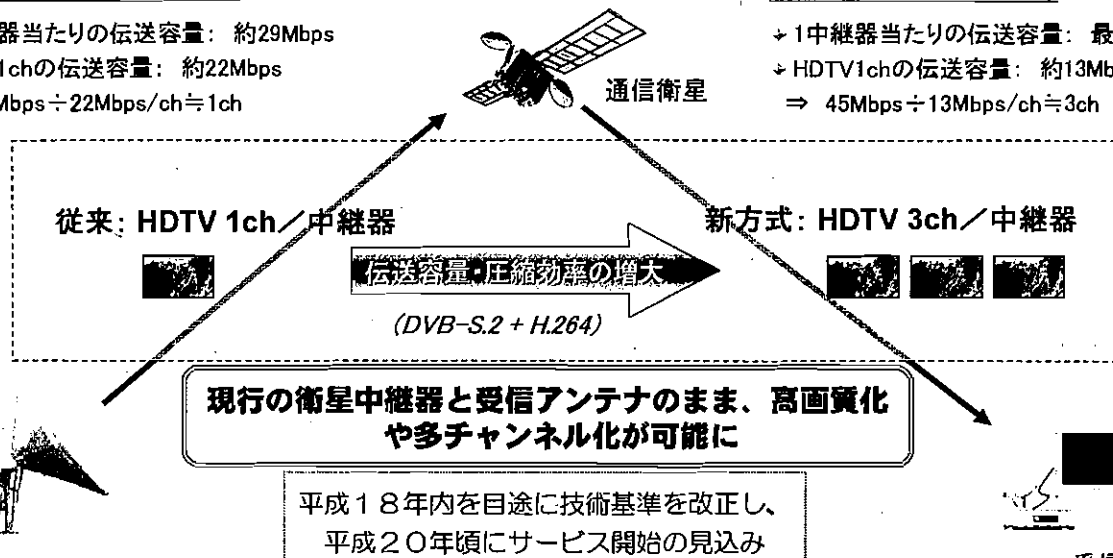 器当たりの伝送容量: 約29Mbps
1chの伝送容量: 約22Mbps
Mbps÷22Mbps/ch≒1ch
通信衛星
1中継器当たりの伝送容量: 最
HDTV1chの伝送容量: 約13Mb
⇒ 45Mbps÷13Mbps/ch≒3ch
従来: HDTV 1ch／中継器
新方式: HDTV 3ch／中継器
伝送容量・圧縮効率の増大
(DVB-S.2 + H.264)
現行の衛星中継器と受信アンテナのまま、高画質化
や多チャンネル化が可能に
平成18年内を目途に技術基準を改正し、
平成20年頃にサービス開始の見込み